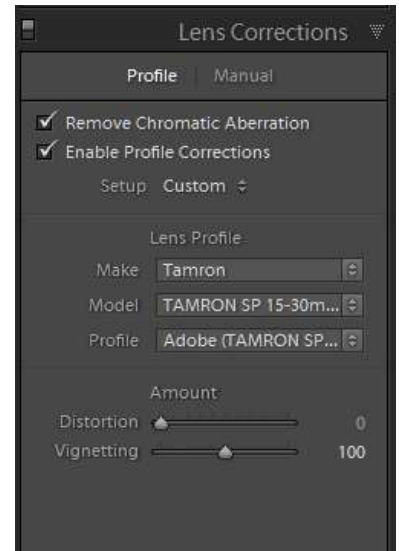 Lens Corrections
Profile | Manual
Remove Chromatic Aberration
Enable Profile Corrections
Setup Custom
Lens Profile
Make Tamron
Model TAMRON SP 15-30m...
Profile Adobe (TAMRON SP...
Amount
Distortion 0
Vignetting 100